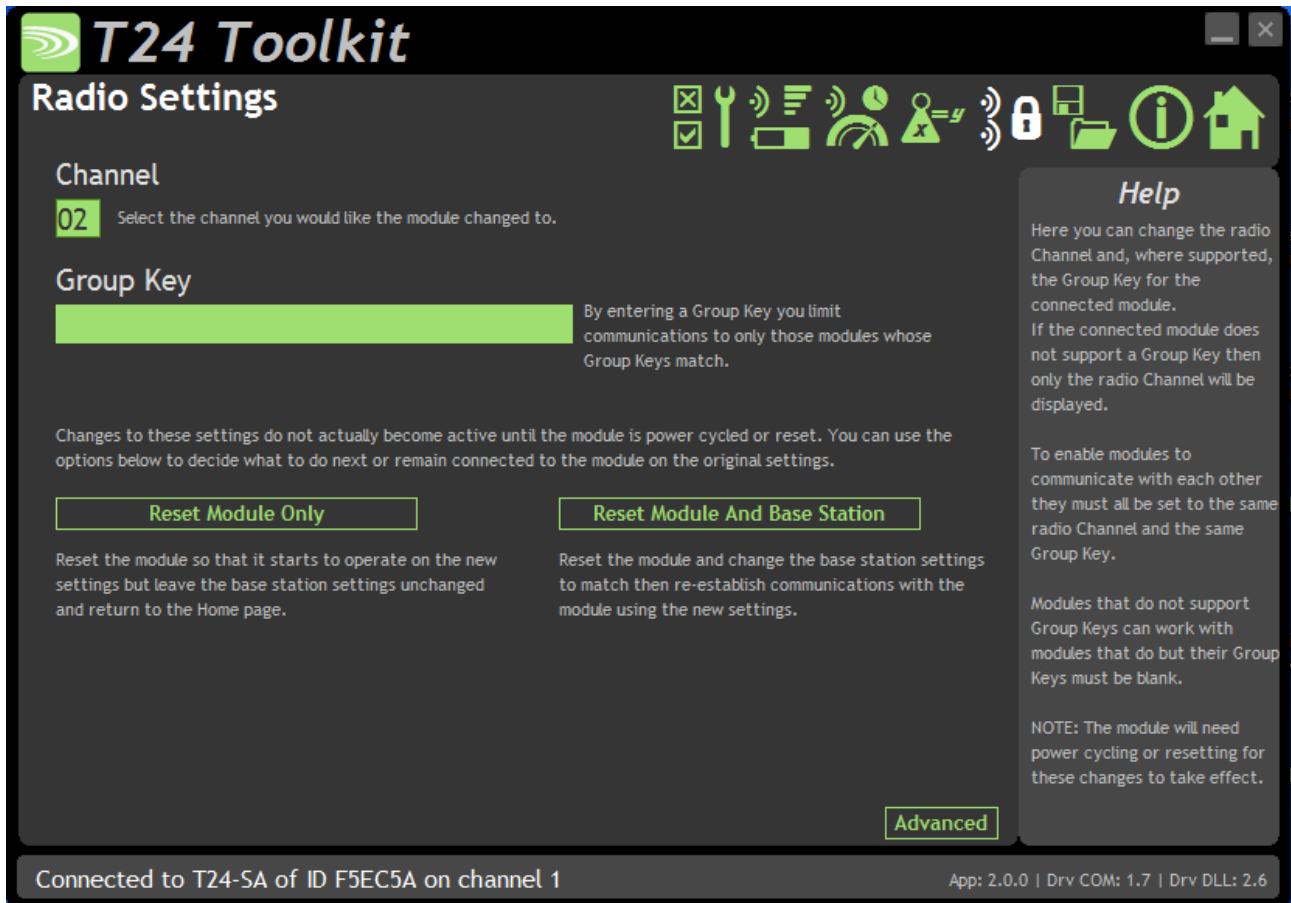 T24 Toolkit
Radio Settings
x
=y
Channel
02
Select the channel you would like the module changed to.
Group Key
By entering a Group Key you limit
communications to only those modules whose
Group Keys match.
Changes to these settings do not actually become active until the module is power cycled or reset. You can use the
options below to decide what to do next or remain connected to the module on the original settings.
Reset Module Only
Reset the module so that it starts to operate on the new
settings but leave the base station settings unchanged
and return to the Home page.
Reset Module And Base Station
Reset the module and change the base station settings
to match then re-establish communications with the
module using the new settings.
Advanced
Help
Here you can change the radio
Channel and, where supported,
the Group Key for the
connected module.
If the connected module does
not support a Group Key then
only the radio Channel will be
displayed.
To enable modules to
communicate with each other
they must all be set to the same
radio Channel and the same
Group Key.
Modules that do not support
Group Keys can work with
modules that do but their Group
Keys must be blank.
NOTE: The module will need
power cycling or resetting for
these changes to take effect.
Connected to T24-SA of ID F5EC5A on channel 1
App: 2.0.0 | Drv COM: 1.7 | Drv DLL: 2.6